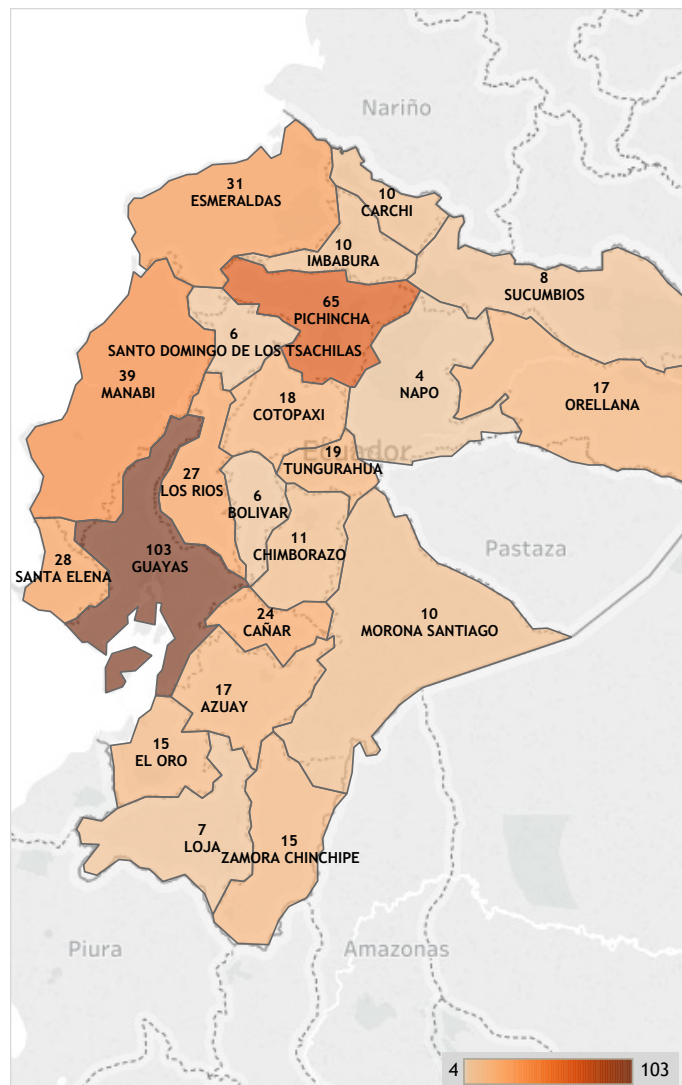 Nariño
31
ESMERALDAS
10
CARCHI
10
IMBABURA
8
SUCUMBIOS
65
PICHINCHA
6
SANTO DOMINGO DE LOS TSACHILAS
39
MANABI
4
NAPO
17
ORELLANA
18
COTOPAXI
Ecuador
19
TUNGURAHUA
27
LOS RIOS
6
BOLIVAR
11
CHIMBORAZO
Pastaza
103
GUAYAS
28
SANTA ELENA
24
CAÑAR
10
MORONA SANTIAGO
17
AZUAY
15
EL ORO
7
LOJA
15
ZAMORA CHINCHIPE
Piura
Amazonas
4 103